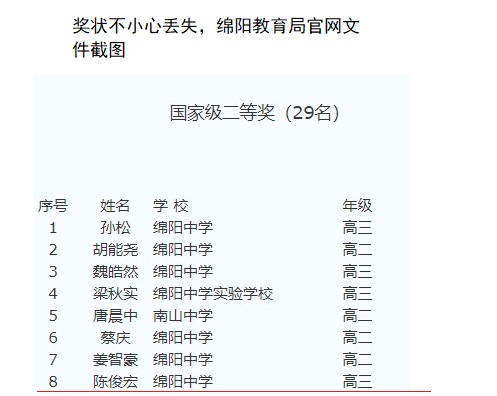 奖状不小心丢失，绵阳教育局官网文
件截图
国家级二等奖（29名）
序号 姓名 学 校 年级
1 孙松 绵阳中学 高三
2 胡能尧 绵阳中学 高二
3 魏皓然 绵阳中学 高三
4 梁秋实 绵阳中学实验学校 高三
5 唐晨中 南山中学 高二
6 蔡庆 绵阳中学 高二
7 姜智豪 绵阳中学 高二
8 陈俊宏 绵阳中学 高三